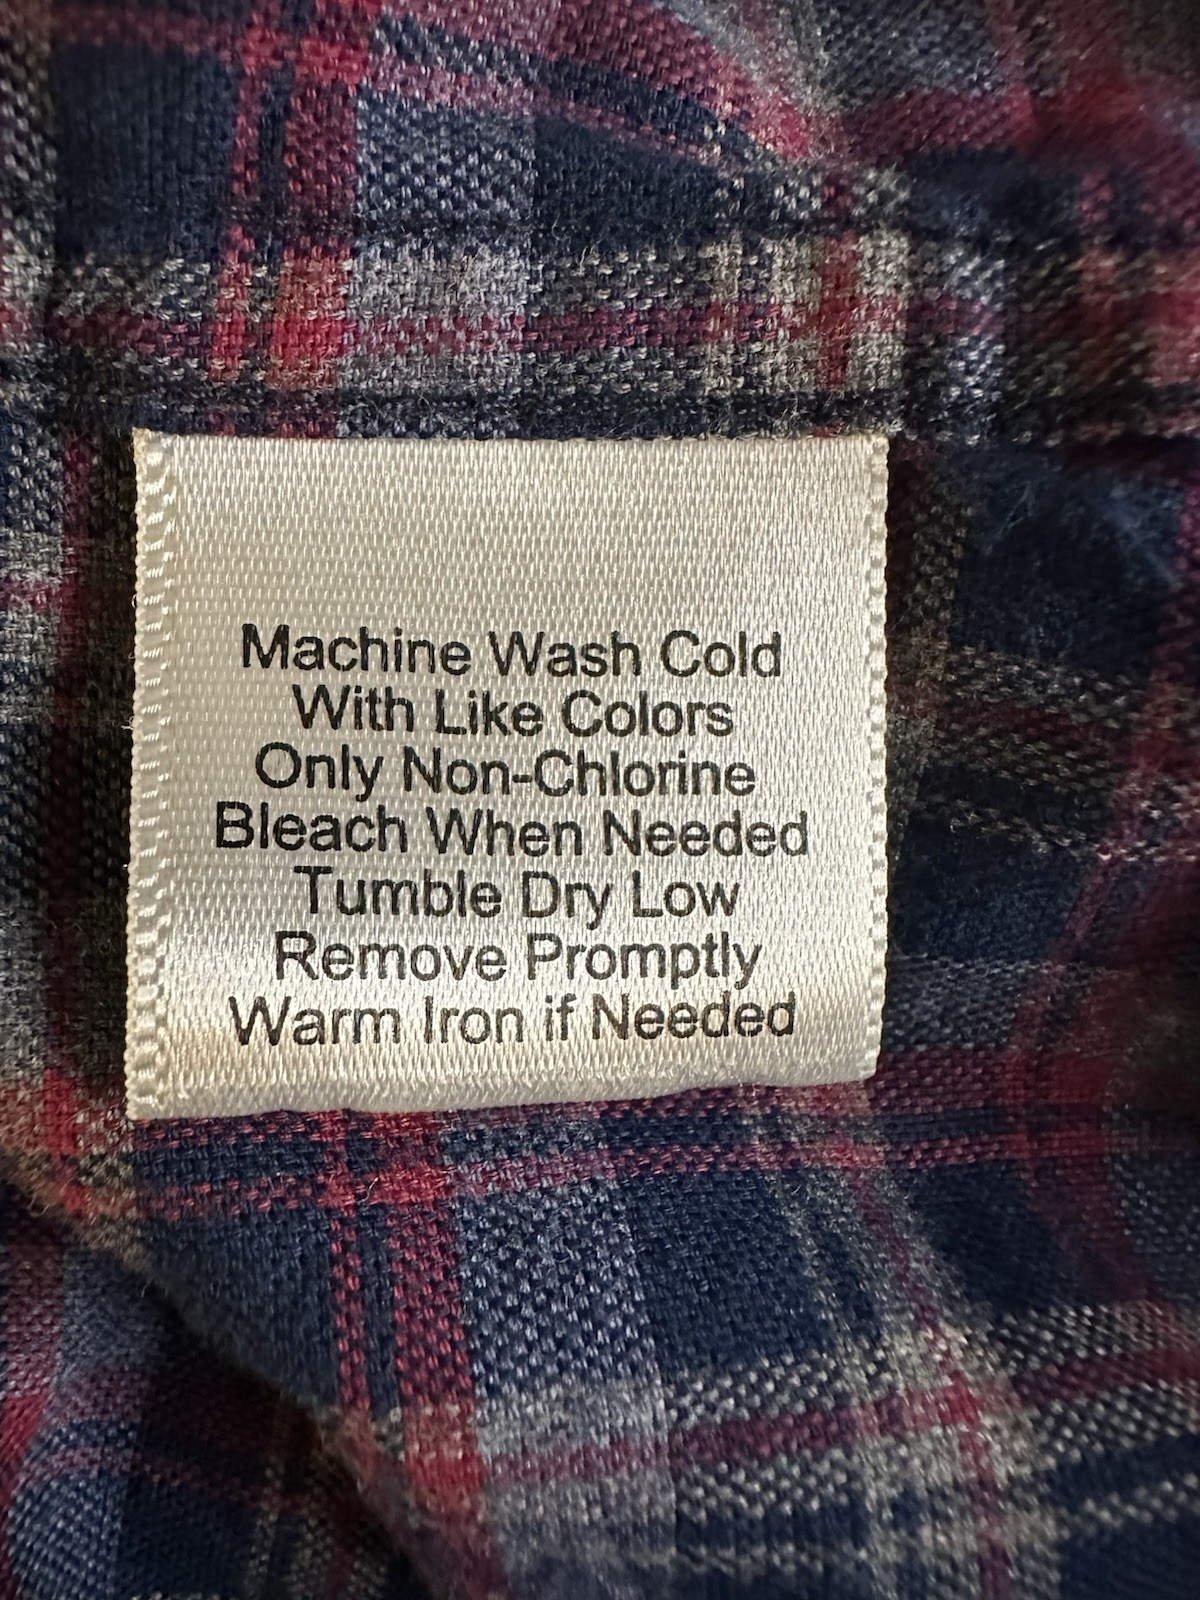 Machine Wash Cold
With Like Colors
Only Non-Chlorine
Bleach When Needed
Tumble Dry Low
Remove Promptly
Warm Iron if Needed